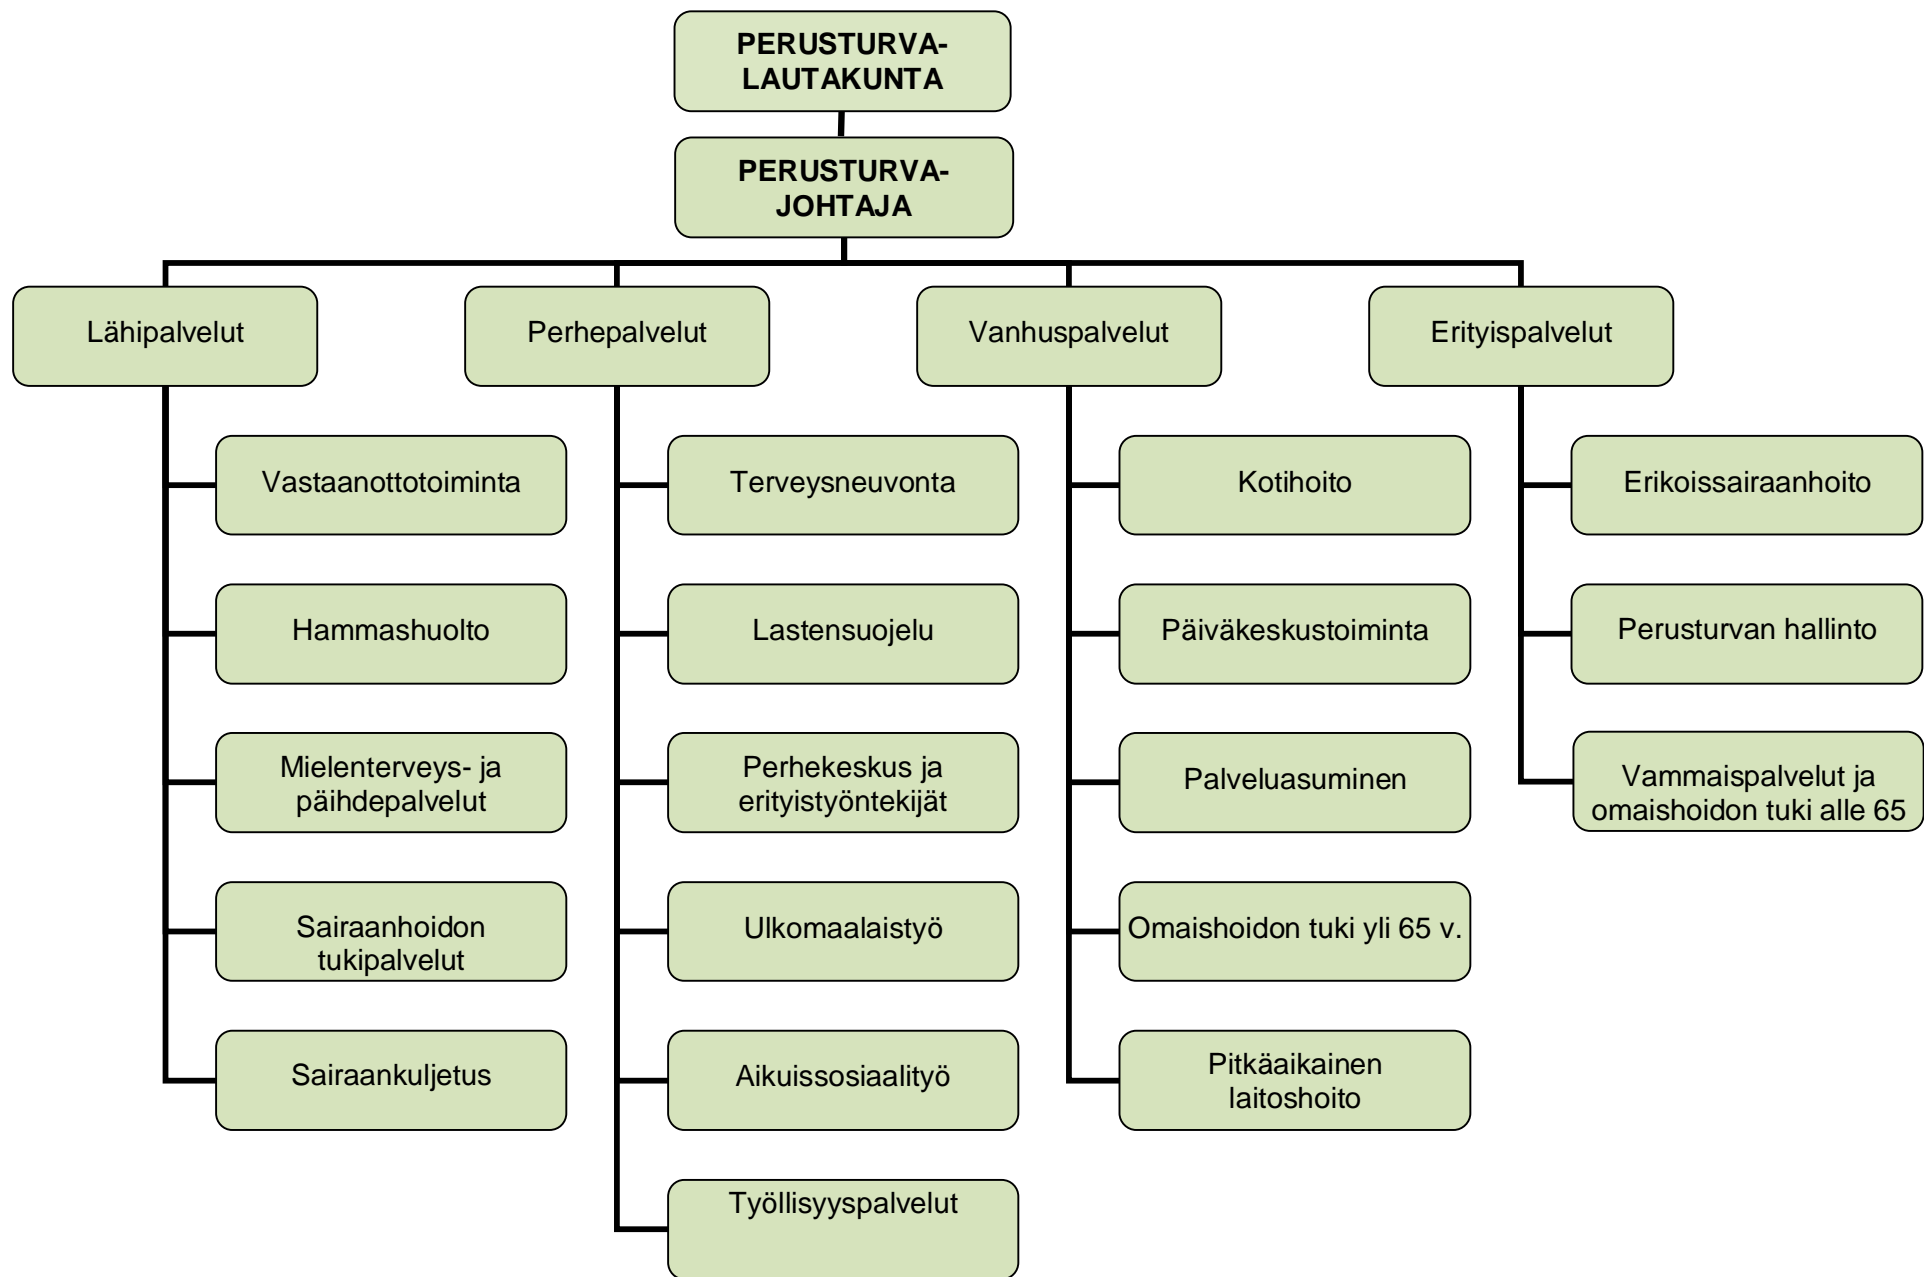 PERUSTURVA-
LAUTAKUNTA
PERUSTURVA-
JOHTAJA
Lähipalvelut
Perhepalvelut
Vanhuspalvelut
Erityispalvelut
Vastaanottotoiminta
Hammashuolto
Mielenterveys- ja
päihdepalvelut
Sairaanhoidon
tukipalvelut
Sairaankuljetus
Terveysneuvonta
Lastensuojelu
Perhekeskus ja
erityistyöntekijät
Ulkomaalaistyö
Aikuissosiaalityö
Työllisyyspalvelut
Kotihoito
Päiväkeskustoiminta
Palveluasuminen
Omaishoidon tuki yli 65 v.
Pitkäaikainen
laitoshoito
Erikoissairaanhoito
Perusturvan hallinto
Vammaispalvelut ja
omaishoidon tuki alle 65